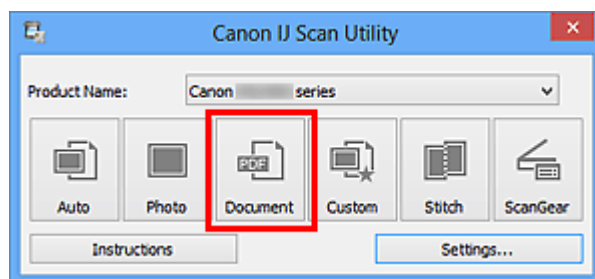 Canon IJ Scan Utility
Product Name: Canon series
PDF
Auto Photo Document Custom Stitch ScanGear
Instructions Settings...